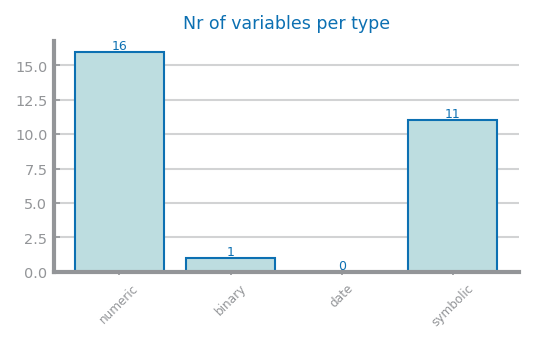 Nr of variables per type
16
15.0
12.5
11
10.0
7.5
5.0
2.5
1
0
0.0
numeric
binary
date
symbolic